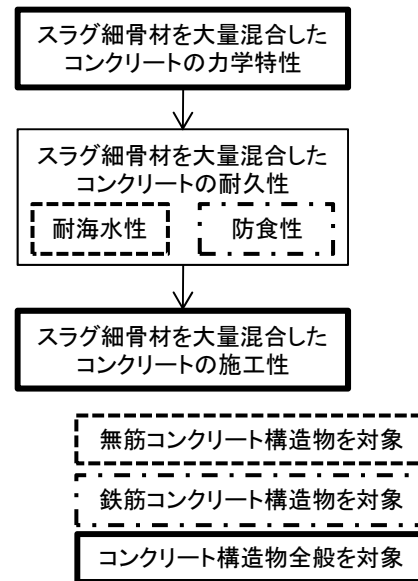 スラグ細骨材を大量混合した
コンクリートの力学特性
スラグ細骨材を大量混合した
コンクリートの耐久性
耐海水性
防食性
スラグ細骨材を大量混合した
コンクリートの施工性
無筋コンクリート構造物を対象
鉄筋コンクリート構造物を対象
コンクリート構造物全般を対象